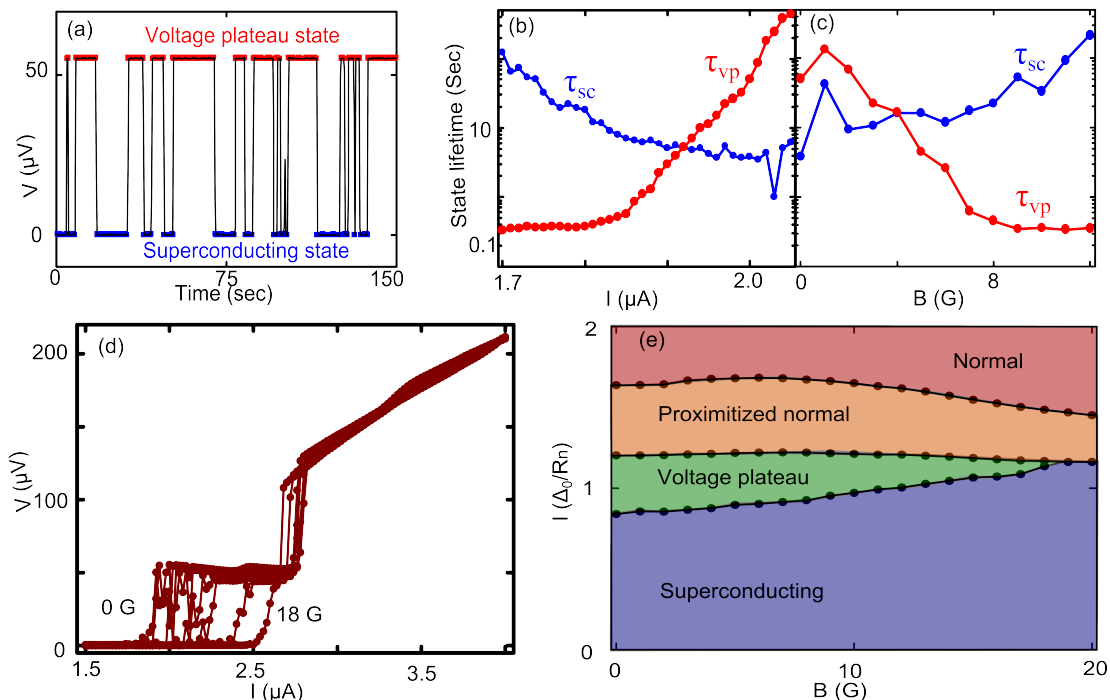 (a)
Voltage plateau state
50
V (µV)
0
Superconducting state
0
75
150
Time (sec)
(b)
τsc
τvp
State lifetime (Sec)
10
0.1
1.7
2.0
I (µA)
(c)
τsc
τvp
0
8
B (G)
(d)
200
V (µV)
100
0
0 G
18 G
1.5
2.5
3.5
I (µA)
(e)
2
Normal
Proximitized normal
I (Δ0/Rn)
Voltage plateau
1
Superconducting
0
0
10
20
B (G)